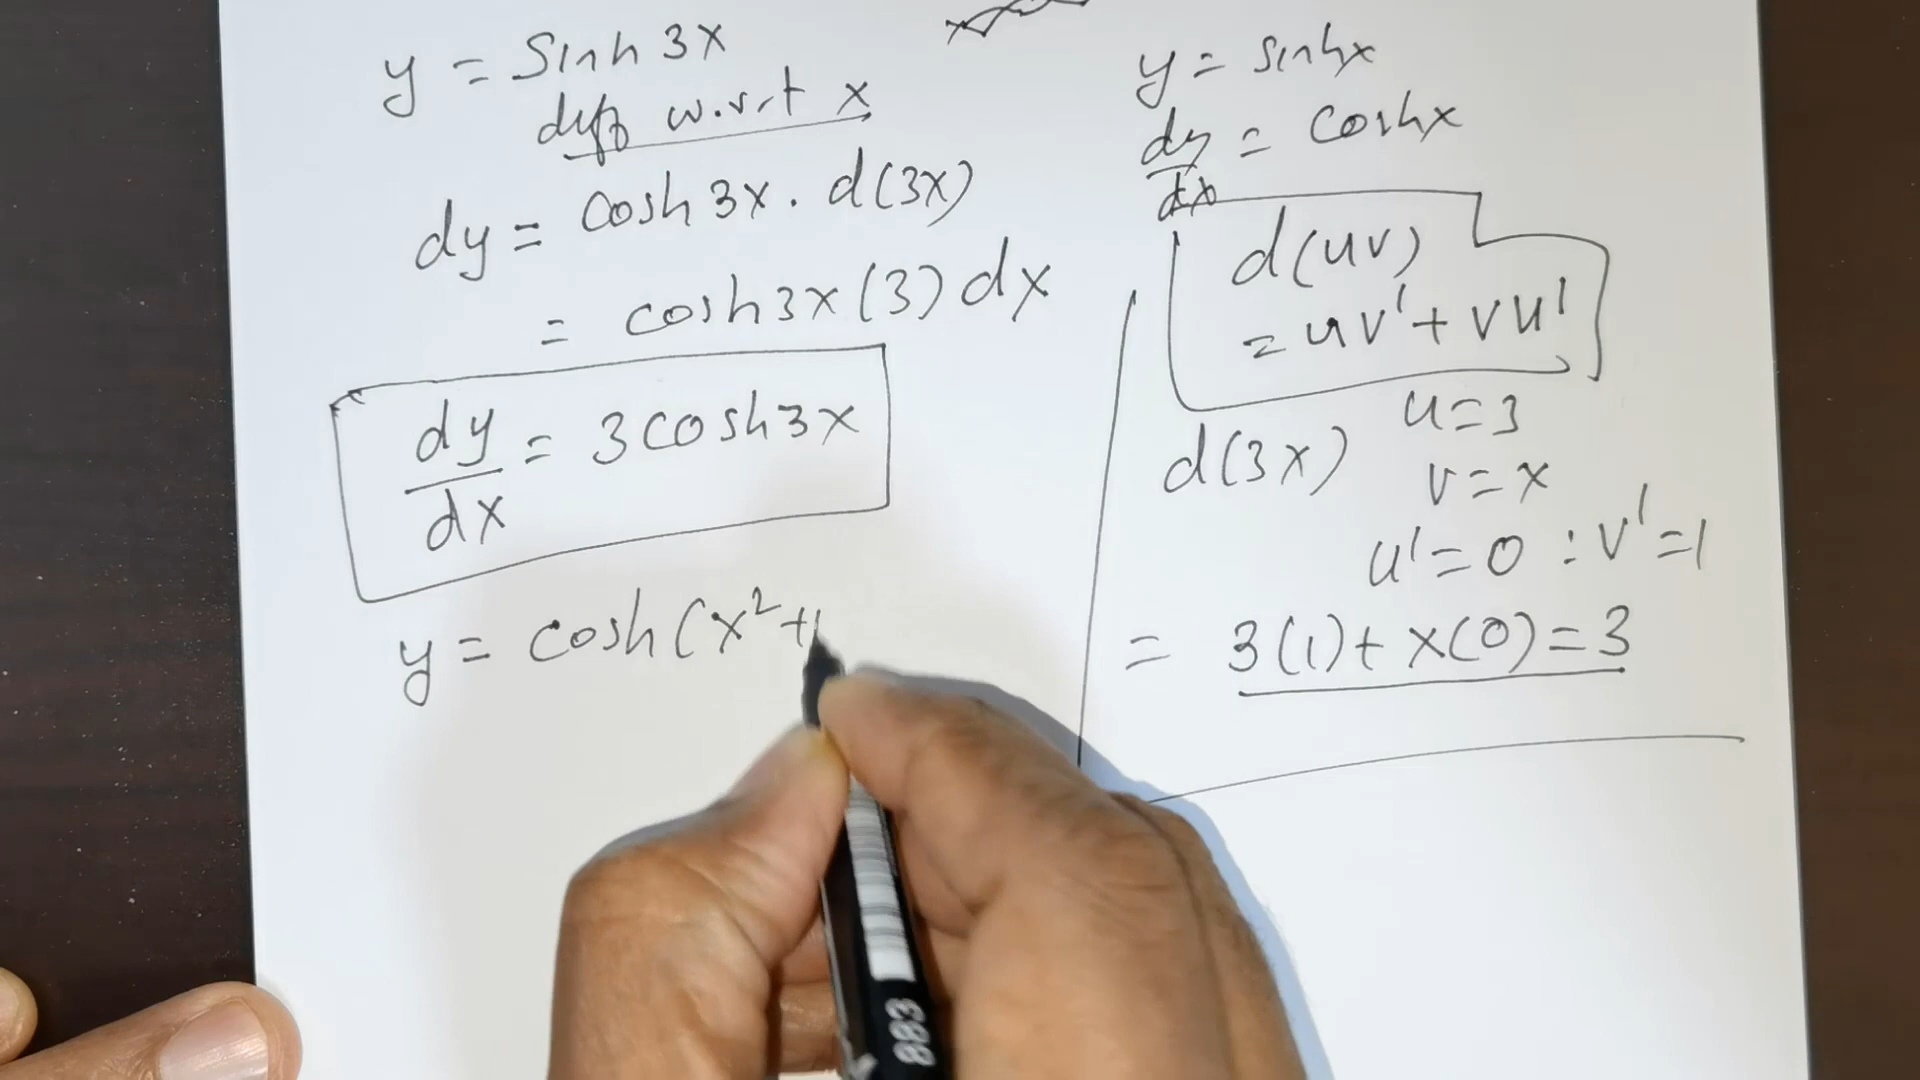 y = Sinh 3x
diff w.r.t x
dy = cosh 3x . d(3x)
= cosh 3x (3) dx
dy/dx = 3 cosh 3x
y = cosh (x² +
y = sinhx
dy/dx = coshx
d(uv)
= uv' + vu'
d(3x) u=3
v=x
u'=0 : v'=1
= 3(1) + x(0) = 3
883